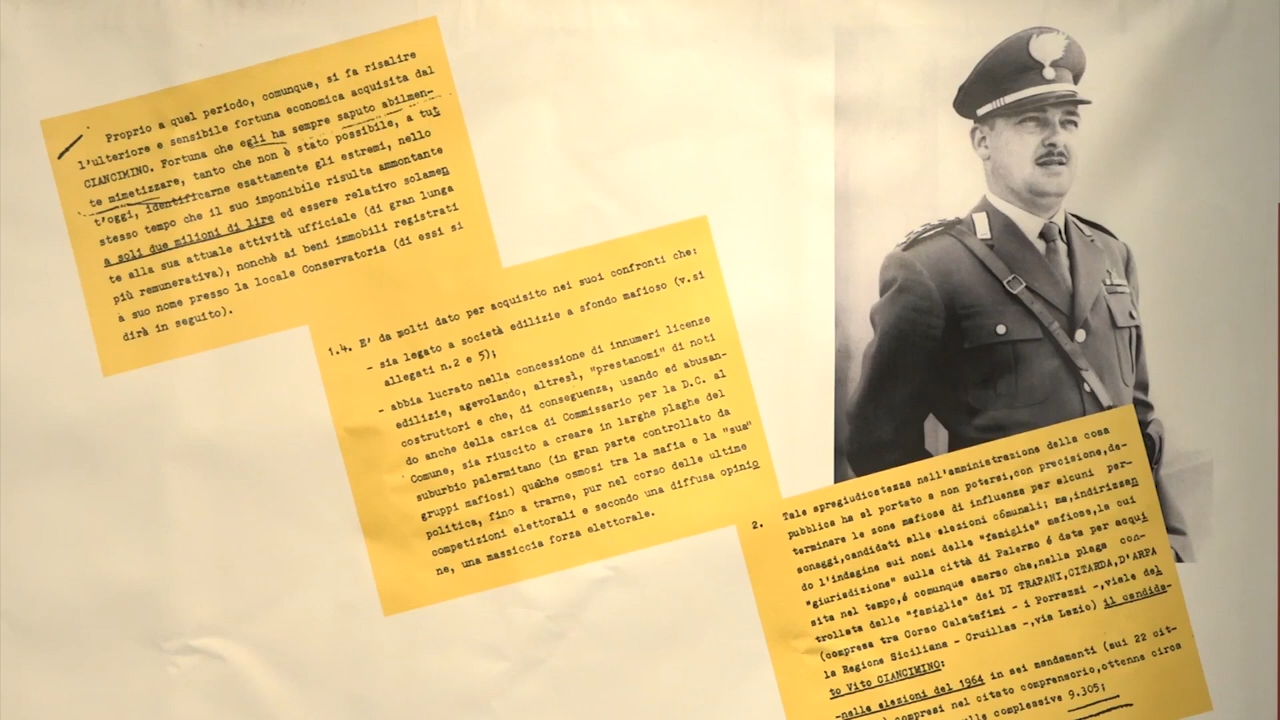 Proprio a quel periodo, comunque, si fa risalire
l'ulteriore e sensibile fortuna economica acquisita dal
CIANCIMINO. Fortuna che egli ha sempre saputo abilmen-
te mimetizzare, tanto che non è stato possibile, a tut
t'oggi, identificarne esattamente gli estremi, nello
stesso tempo che il suo imponibile risulta ammontante
a soli due milioni di lire ed essere relativo solamen
te alla sua attuale attività ufficiale (di gran lunga
più remunerativa), nonchè ai beni immobili registrati
a suo nome presso la locale Conservatoria (di essi si
dirà in seguito).
1.4. E' da molti dato per acquisito nei suoi confronti che:
- sia legato a società edilizie a sfondo mafioso (v.si
allegati n.2 e 5);
- abbia lucrato nella concessione di innumeri licenze
edilizie, agevolando, altresì, "prestanomi" di noti
costruttori e che, di conseguenza, usando ed abusan-
do anche della carica di Commissario per la D.C. al
Comune, sia riuscito a creare in larghe plaghe del
suburbio palermitano (in gran parte controllato da
gruppi mafiosi) qualche osmosi tra la mafia e la "sua"
politica, fino a trarne, pur nel corso delle ultime
competizioni elettorali e secondo una diffusa opinio
ne, una massiccia forza elettorale.
2. Tale spregiudicatezza nell'amministrazione della cosa
pubblica ha sì portato a non potersi, con precisione, de-
terminare le zone mafiose di influenza per alcuni per-
sonaggi, candidati alle elezioni comunali; ma, indirizzan
do l'indagine sui nomi delle "famiglie" mafiose, la cui
"giurisdizione" sulla città di Palermo é data per acqui
sita nel tempo, é comunque emerso che, nella plaga con-
trollata dalle "famiglie" dei DI TRAPANI, CITARDA, D'ARPA
(compresa tra Corso Calatafimi - i Porrazzi -, viale del
la Regione Siciliana - Cruillas -, via Lazio) il candida-
to Vito CIANCIMINO:
-nelle elezioni del 1964 in sei mandamenti (sui 22 cit-
compresi nel citato comprensorio, ottenne circa
complessive 9.305;